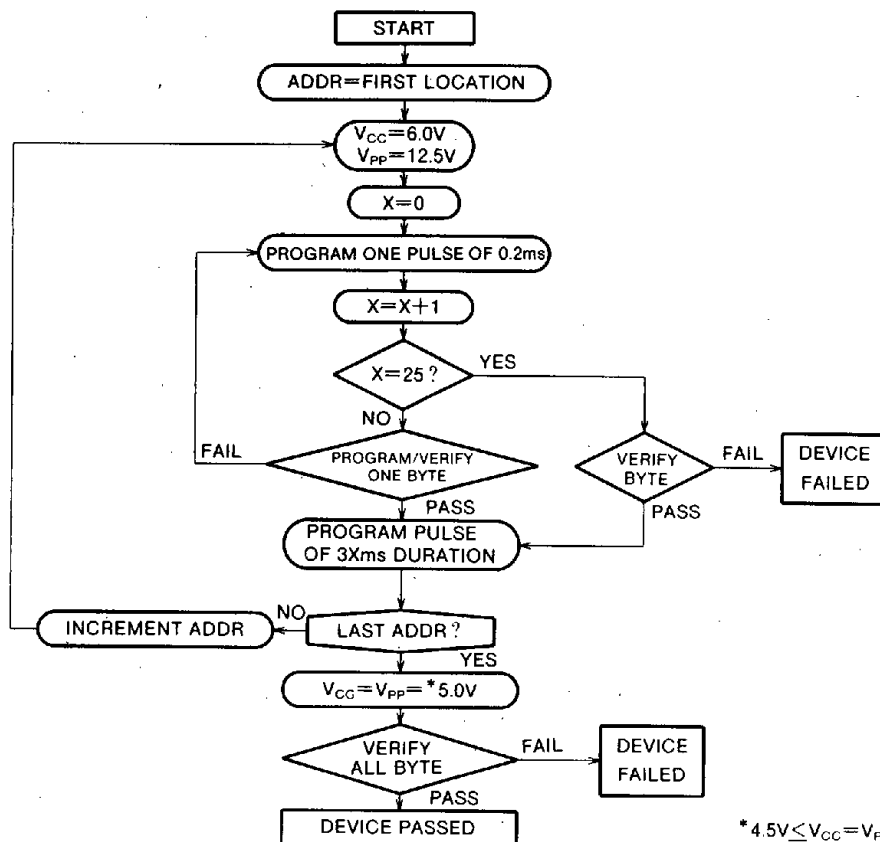 START
ADDR=FIRST LOCATION
VCC=6.0V
VPP=12.5V
X=0
PROGRAM ONE PULSE OF 0.2ms
X=X+1
X=25?
YES
NO
FAIL
PROGRAM/VERIFY
ONE BYTE
VERIFY
BYTE
FAIL
DEVICE
FAILED
PASS
PASS
PROGRAM PULSE
OF 3Xms DURATION
INCREMENT ADDR
NO
LAST ADDR?
YES
VCC=VPP=*5.0V
VERIFY
ALL BYTE
FAIL
DEVICE
FAILED
PASS
DEVICE PASSED
*4.5V≤VCC=VP